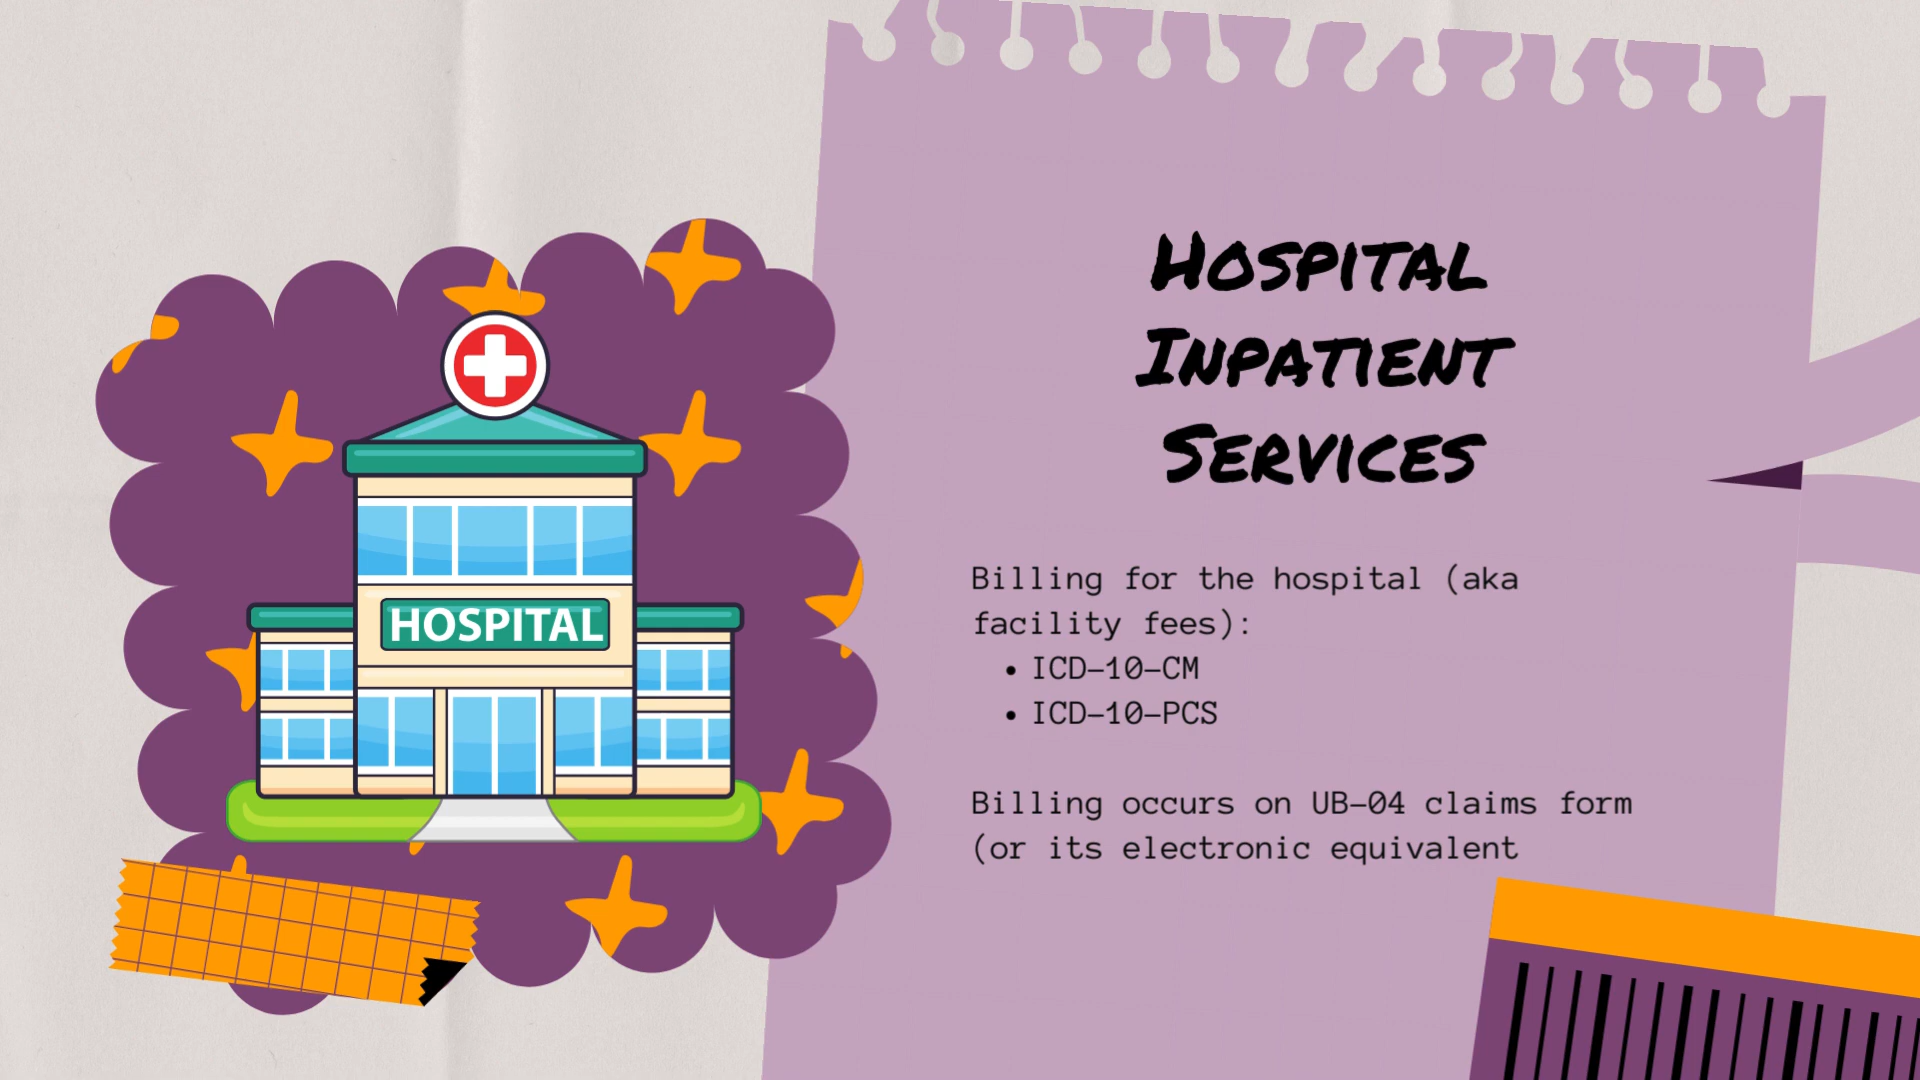 HOSPITAL
HOSPITAL
INPATIENT
SERVICES
Billing for the hospital (aka
facility fees):
• ICD-10-CM
• ICD-10-PCS
Billing occurs on UB-04 claims form
(or its electronic equivalent